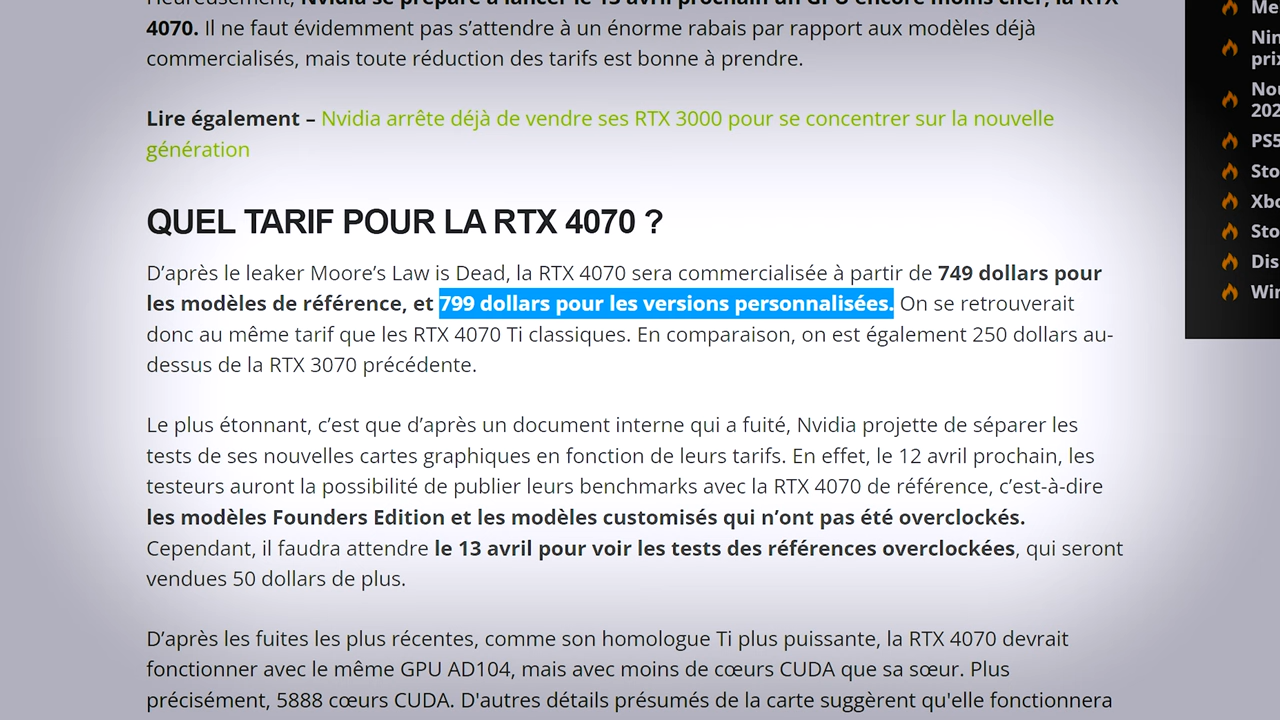 Heureusement, Nvidia se prépare à lancer le 13 avril prochain un GPU encore moins cher, la RTX
4070. Il ne faut évidemment pas s'attendre à un énorme rabais par rapport aux modèles déjà
commercialisés, mais toute réduction des tarifs est bonne à prendre.
Lire également – Nvidia arrête déjà de vendre ses RTX 3000 pour se concentrer sur la nouvelle
génération
QUEL TARIF POUR LA RTX 4070 ?
D'après le leaker Moore's Law is Dead, la RTX 4070 sera commercialisée à partir de 749 dollars pour
les modèles de référence, et 799 dollars pour les versions personnalisées. On se retrouverait
donc au même tarif que les RTX 4070 Ti classiques. En comparaison, on est également 250 dollars au-
dessus de la RTX 3070 précédente.
Le plus étonnant, c'est que d'après un document interne qui a fuité, Nvidia projette de séparer les
tests de ses nouvelles cartes graphiques en fonction de leurs tarifs. En effet, le 12 avril prochain, les
testeurs auront la possibilité de publier leurs benchmarks avec la RTX 4070 de référence, c'est-à-dire
les modèles Founders Edition et les modèles customisés qui n'ont pas été overclockés.
Cependant, il faudra attendre le 13 avril pour voir les tests des références overclockées, qui seront
vendues 50 dollars de plus.
D'après les fuites les plus récentes, comme son homologue Ti plus puissante, la RTX 4070 devrait
fonctionner avec le même GPU AD104, mais avec moins de cœurs CUDA que sa sœur. Plus
précisément, 5888 cœurs CUDA. D'autres détails présumés de la carte suggèrent qu'elle fonctionnera
Me
Nin
prix
Nou
202
PS5
Sto
Xbo
Sto
Dis
Win